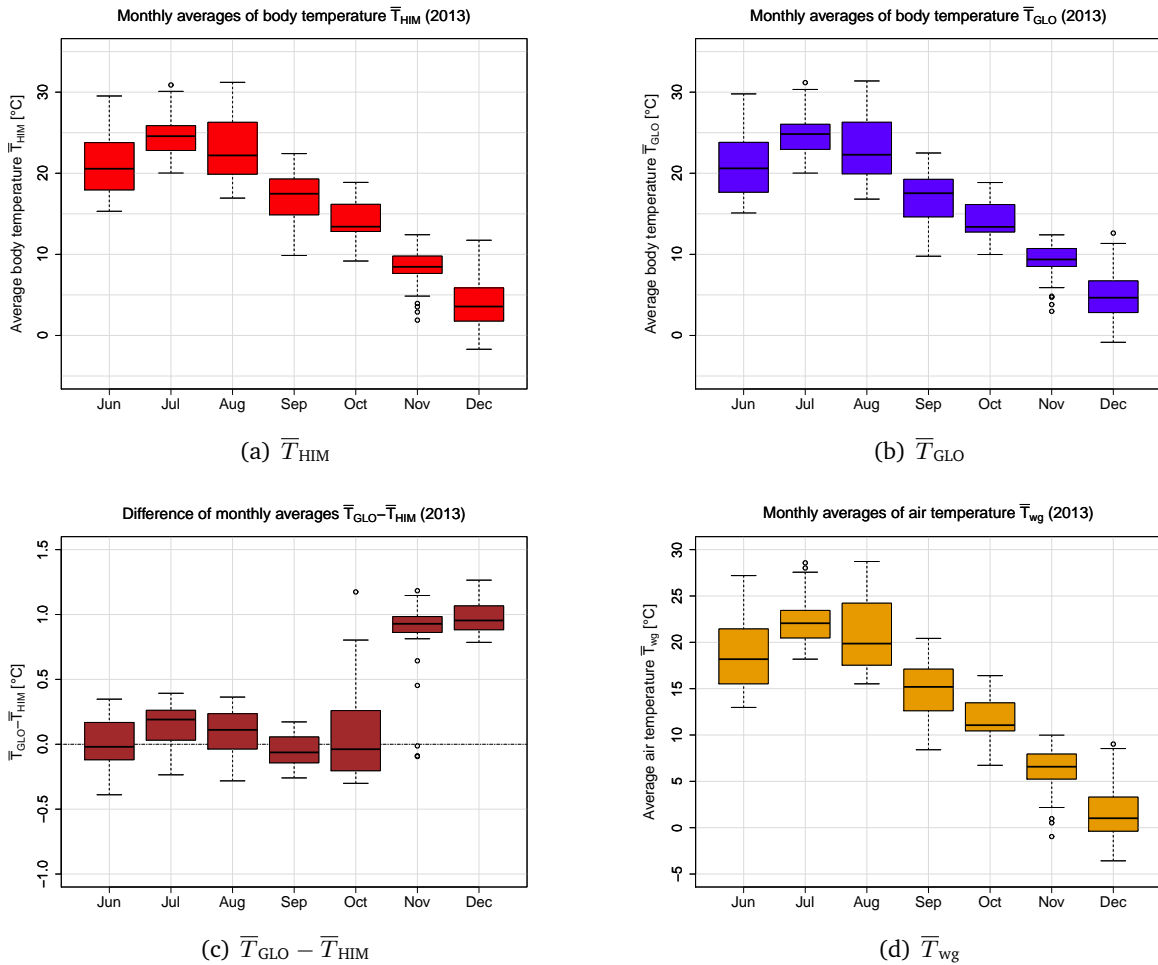 Monthly averages of body temperature T̅HIM (2013)
Average body temperature T̅HIM [°C]
30
20
10
0
Jun Jul Aug Sep Oct Nov Dec
(a) T̅HIM
Monthly averages of body temperature T̅GLO (2013)
Average body temperature T̅GLO [°C]
30
20
10
0
Jun Jul Aug Sep Oct Nov Dec
(b) T̅GLO
Difference of monthly averages T̅GLO−T̅HIM (2013)
T̅GLO−T̅HIM [°C]
1.5
1.0
0.5
0.0
−0.5
−1.0
Jun Jul Aug Sep Oct Nov Dec
(c) T̅GLO − T̅HIM
Monthly averages of air temperature T̅wg (2013)
Average air temperature T̅wg [°C]
30
25
20
15
10
5
0
−5
Jun Jul Aug Sep Oct Nov Dec
(d) T̅wg